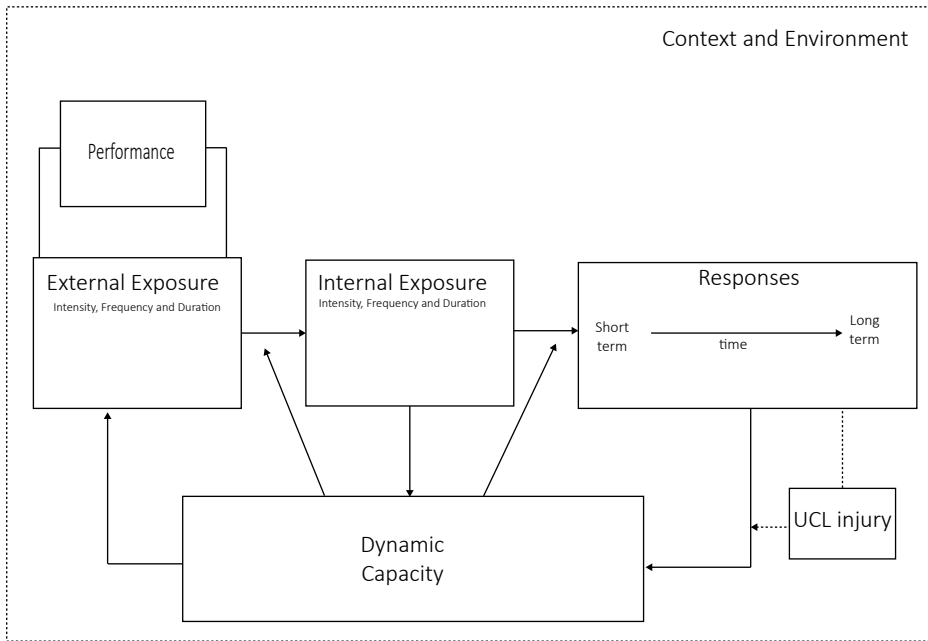 Context and Environment
Performance
External Exposure
Intensity, Frequency and Duration
Internal Exposure
Intensity, Frequency and Duration
Responses
Short
term
time
Long
term
UCL injury
Dynamic
Capacity